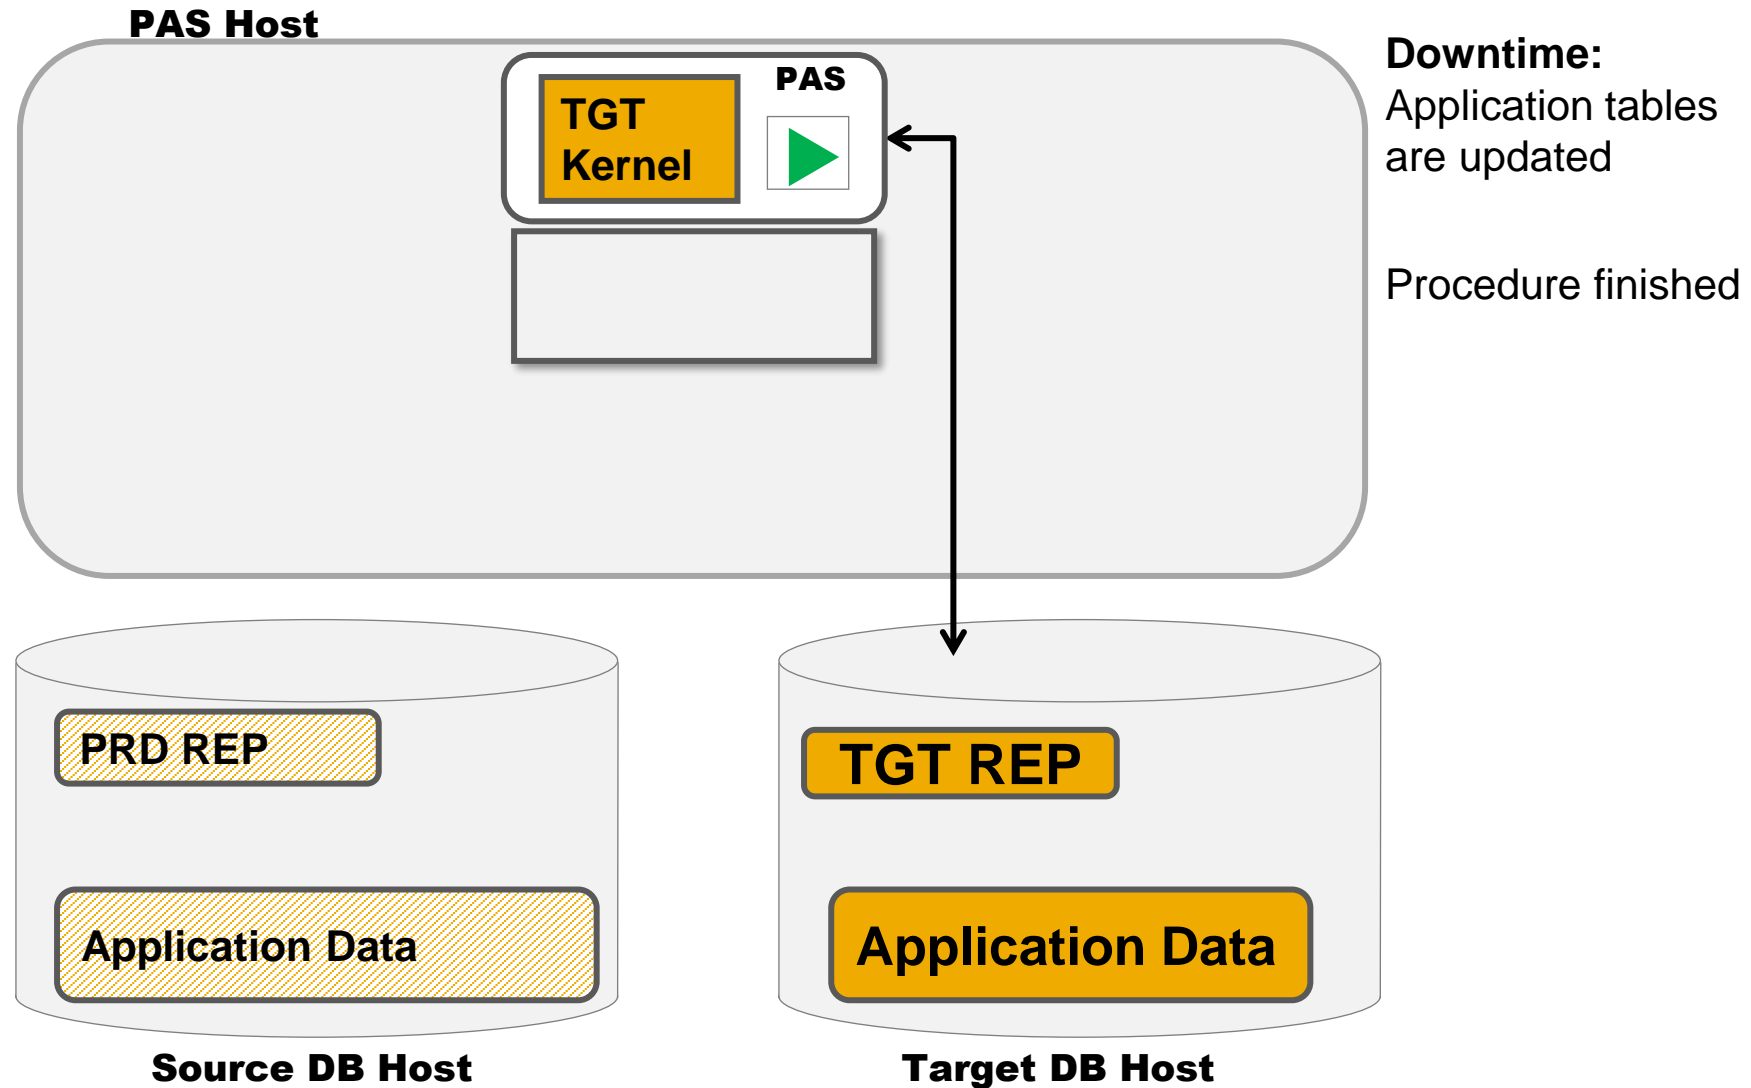 PAS Host
PAS
TGT
Kernel
Downtime:
Application tables
are updated
Procedure finished
PRD REP
Application Data
TGT REP
Application Data
Source DB Host
Target DB Host